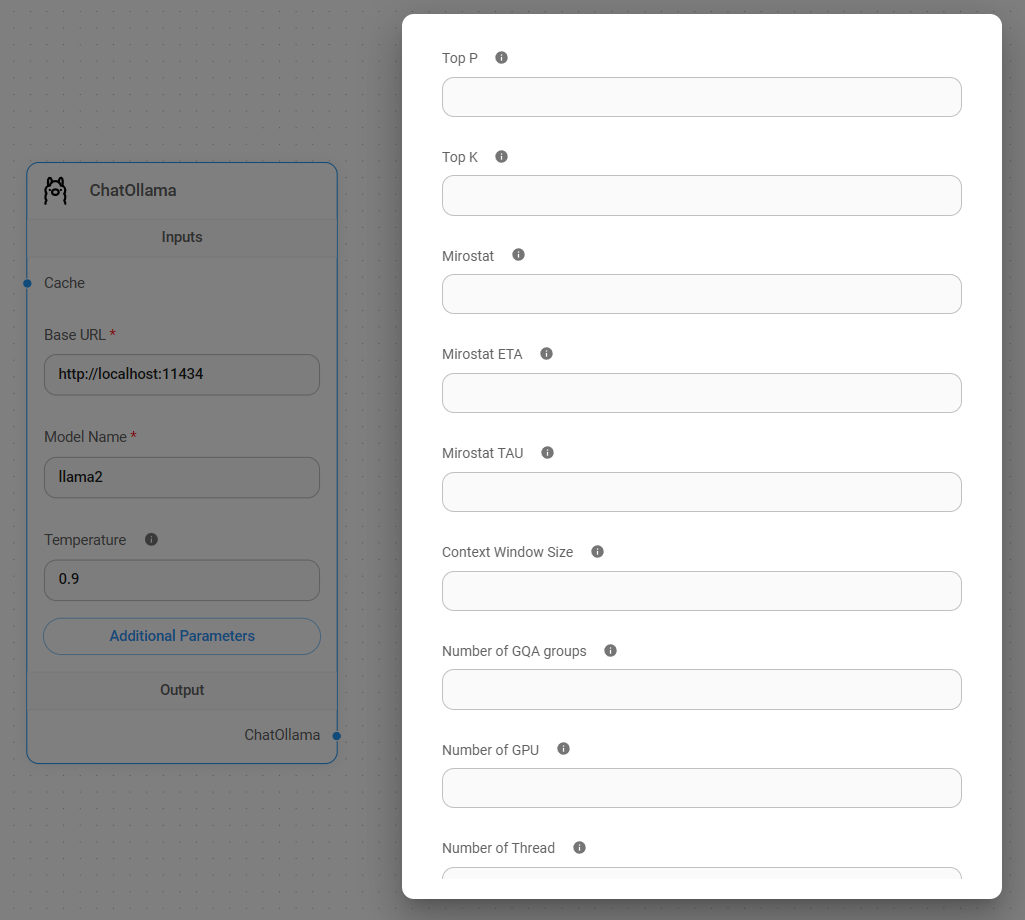 ChatOllama
Inputs
Cache
Base URL *
http://localhost:11434
Model Name *
llama2
Temperature
0.9
Additional Parameters
Output
ChatOllama
Top P
Top K
Mirostat
Mirostat ETA
Mirostat TAU
Context Window Size
Number of GQA groups
Number of GPU
Number of Thread